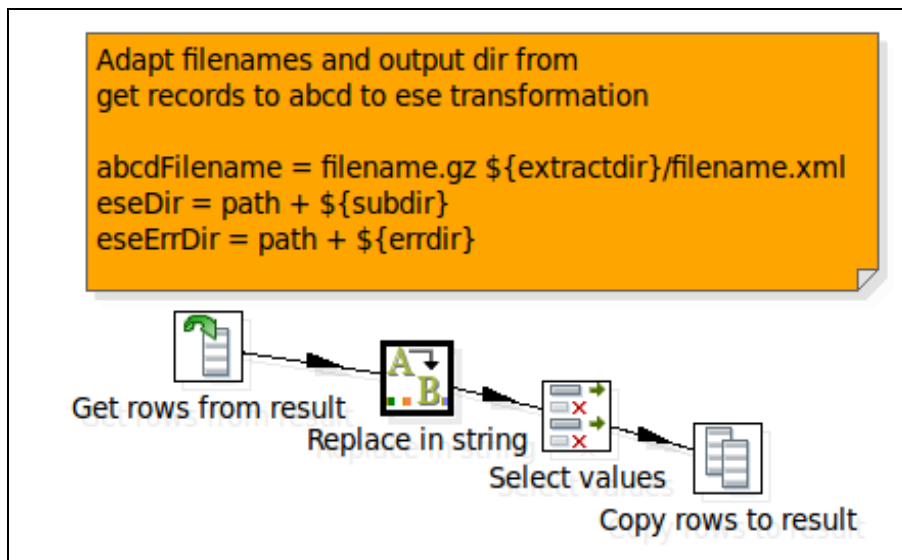 Adapt filenames and output dir from
get records to abcd to ese transformation
abcdFilename = filename.gz ${extractdir}/filename.xml
eseDir = path + ${subdir}
eseErrDir = path + ${errdir}
A
B
Get rows from result
Replace in string
Select values
Copy rows to result